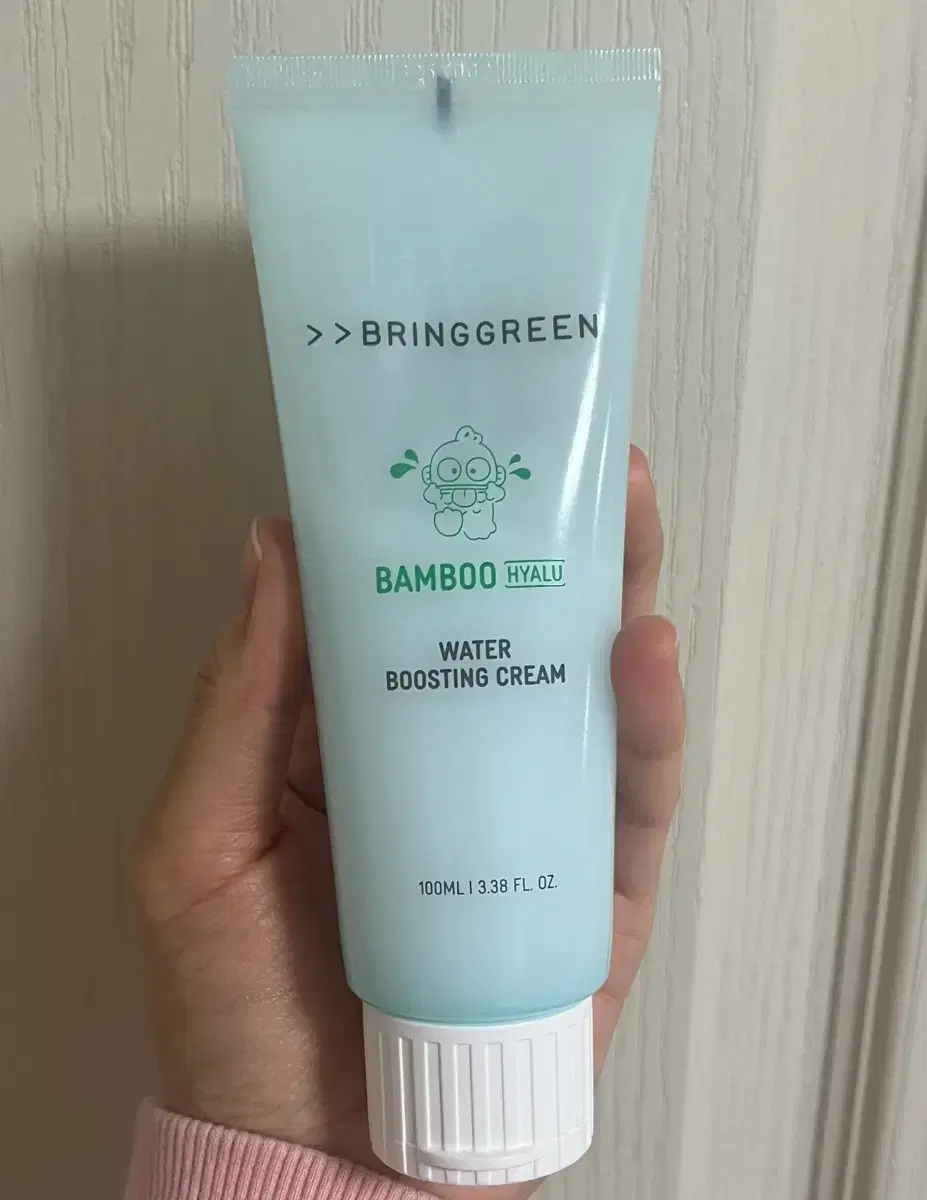 >>BRINGGREEN
BAMBOO HYALU
WATER
BOOSTING CREAM
100ML | 3.38 FL. OZ.